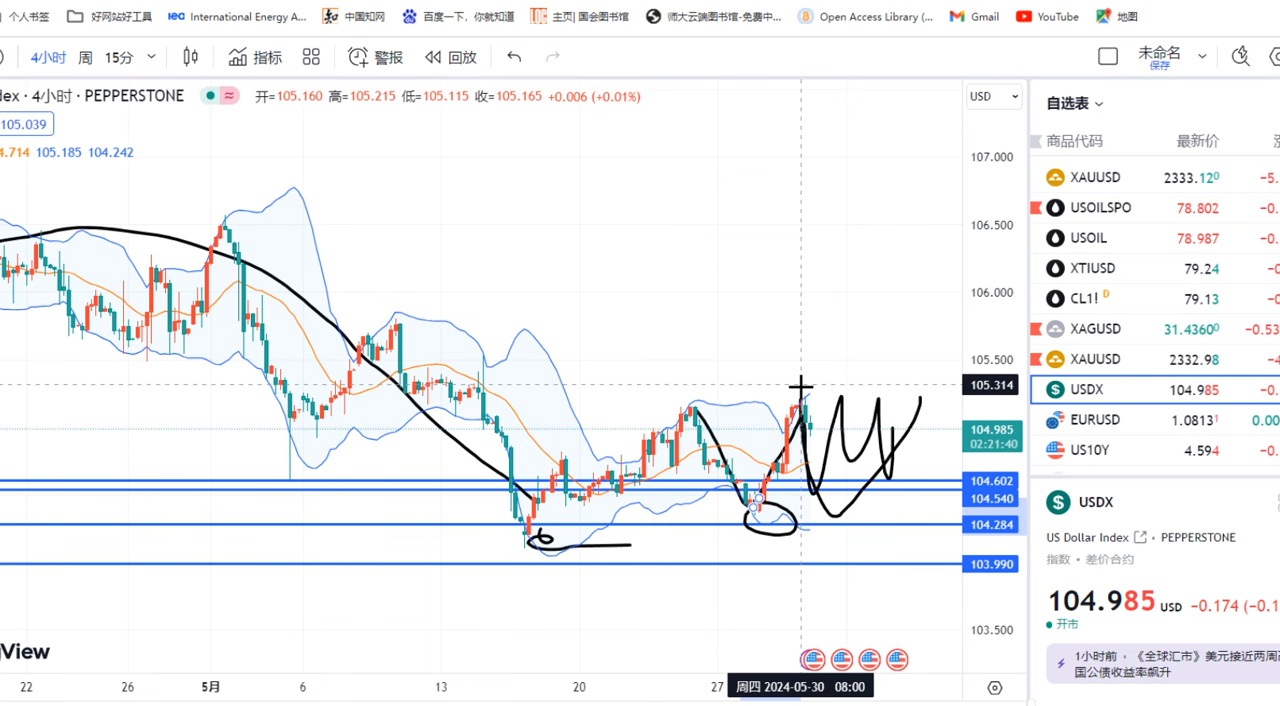 个人书签 好网站好工具 International Energy A... 中国知网 百度一下，你就知道 主页| 国会图书馆 师大云端图书馆-免费中... Open Access Library (... Gmail YouTube 地图
4小时 周 15分 指标 警报 回放 未命名
保存
dex · 4小时 · PEPPERSTONE 开=105.160 高=105.215 低=105.115 收=105.165 +0.006 (+0.01%) USD
105.039
4.714 105.185 104.242
107.000
106.500
106.000
105.500
105.314
104.985
02:21:40
104.602
104.540
104.284
103.990
103.500
View
22 26 5月 6 13 20 27 周四 2024-05-30 08:00
自选表
商品代码 最新价
XAUUSD 2333.120 -5.
USOILSPO 78.802 -0.
USOIL 78.987 -0.
XTIUSD 79.24
CL1! D 79.13
XAGUSD 31.4360 -0.53
XAUUSD 2332.98
USDX 104.985 -0.
EURUSD 1.08131 0.00
US10Y 4.594 -0.
USDX
US Dollar Index • PEPPERSTONE
指数 • 差价合约
104.985 USD -0.174 (-0.1
开市
1小时前 • 《全球汇市》美元接近两周
国公债收益率飙升